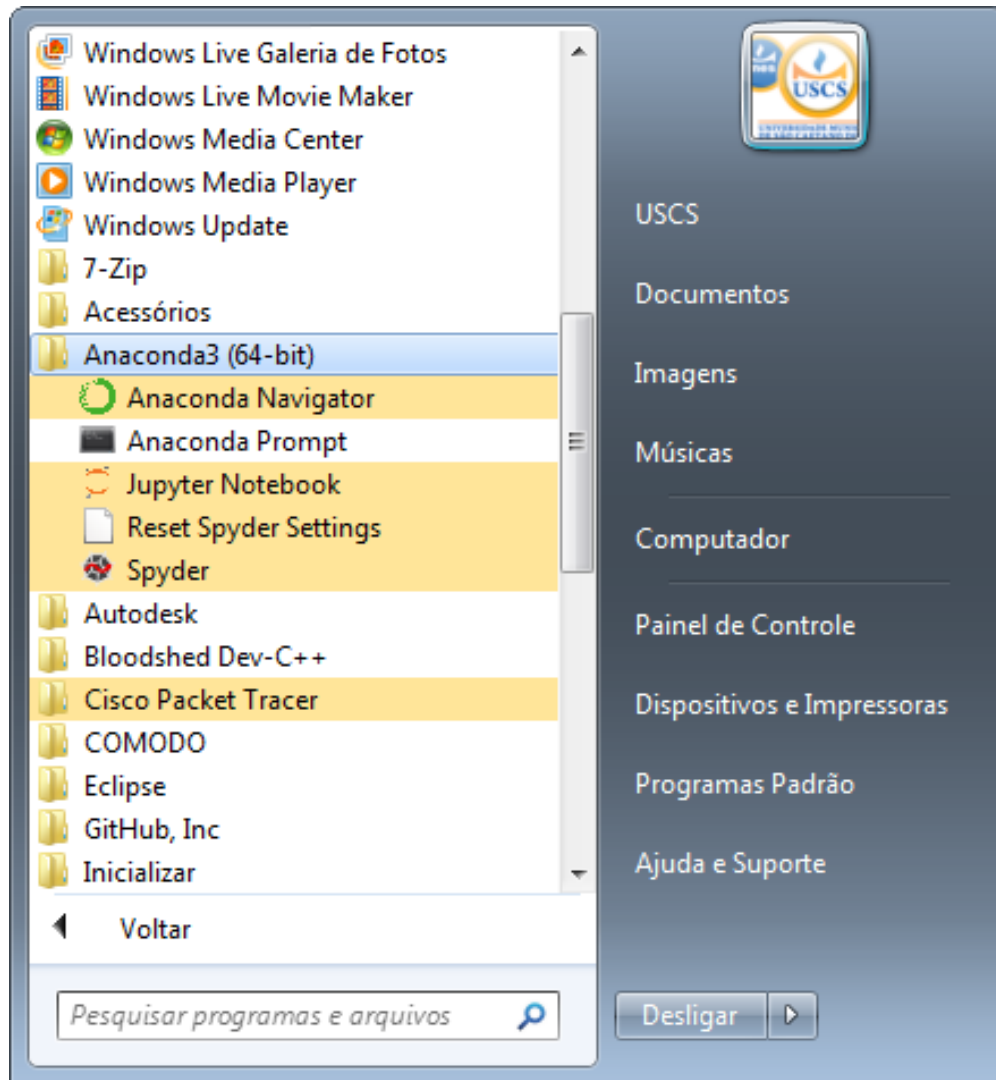 Windows Live Galeria de Fotos
Windows Live Movie Maker
Windows Media Center
Windows Media Player
Windows Update
7-Zip
Acessórios
Anaconda3 (64-bit)
Anaconda Navigator
Anaconda Prompt
Jupyter Notebook
Reset Spyder Settings
Spyder
Autodesk
Bloodshed Dev-C++
Cisco Packet Tracer
COMODO
Eclipse
GitHub, Inc
Inicializar
Voltar
Pesquisar programas e arquivos
USCS
USCS
Documentos
Imagens
Músicas
Computador
Painel de Controle
Dispositivos e Impressoras
Programas Padrão
Ajuda e Suporte
Desligar